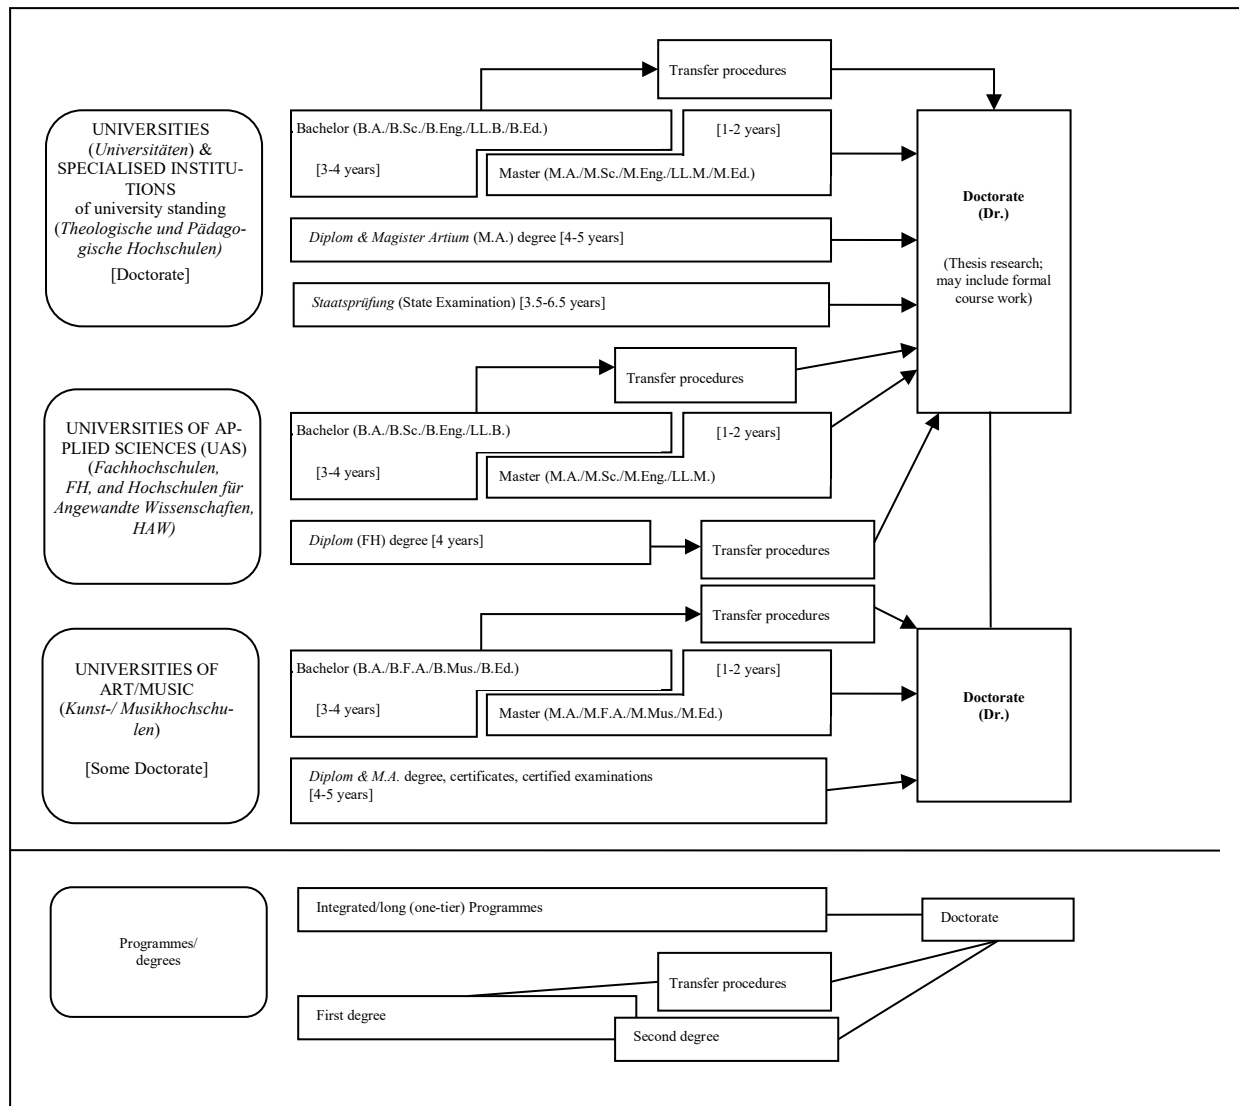 Transfer procedures
UNIVERSITIES
(Universitäten) &
SPECIALISED INSTITU-
TIONS
of university standing
(Theologische und Pädago-
gische Hochschulen)
[Doctorate]
. Bachelor (B.A./B.Sc./B.Eng./LL.B./B.Ed.)
[1-2 years]
[3-4 years]
Master (M.A./M.Sc./M.Eng./LL.M./M.Ed.)
Diplom & Magister Artium (M.A.) degree [4-5 years]
Staatsprüfung (State Examination) [3.5-6.5 years]
Doctorate
(Dr.)
(Thesis research;
may include formal
course work)
Transfer procedures
UNIVERSITIES OF AP-
PLIED SCIENCES (UAS)
(Fachhochschulen,
FH, and Hochschulen für
Angewandte Wissenschaften,
HAW)
. Bachelor (B.A./B.Sc./B.Eng./LL.B.)
[1-2 years]
[3-4 years]
Master (M.A./M.Sc./M.Eng./LL.M.)
Diplom (FH) degree [4 years]
Transfer procedures
Transfer procedures
UNIVERSITIES OF
ART/MUSIC
(Kunst-/ Musikhochschu-
len)
[Some Doctorate]
. Bachelor (B.A./B.F.A./B.Mus./B.Ed.)
[1-2 years]
[3-4 years]
Master (M.A./M.F.A./M.Mus./M.Ed.)
Diplom & M.A. degree, certificates, certified examinations
[4-5 years]
Doctorate
(Dr.)
Programmes/
degrees
Integrated/long (one-tier) Programmes
Doctorate
Transfer procedures
First degree
Second degree